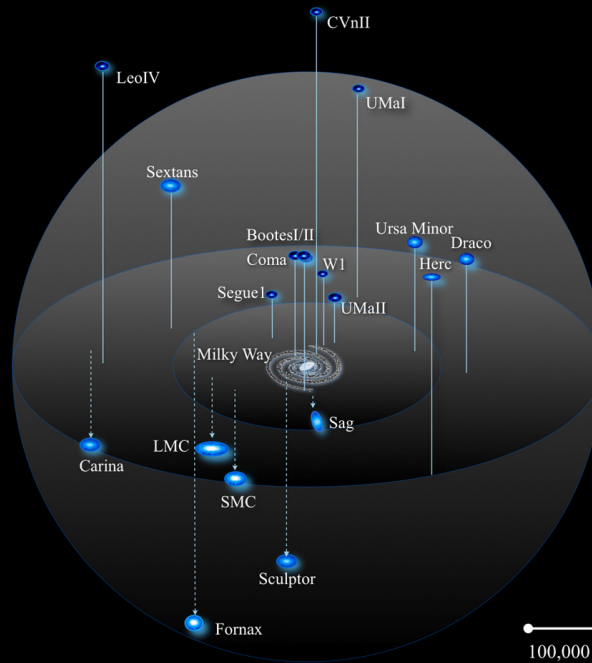 CVnII
LeoIV
UMaI
Sextans
BootesI/II
Ursa Minor
Draco
Coma
W1
Herc
Segue1
UMaII
Milky Way
Sag
LMC
Carina
SMC
Sculptor
Fornax
100,000